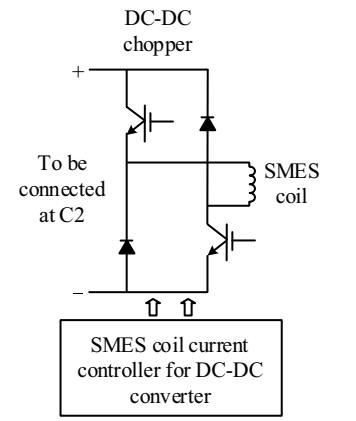 DC-DC
chopper
+
To be
connected
at C2
SMES
coil
−
SMES coil current
controller for DC-DC
converter